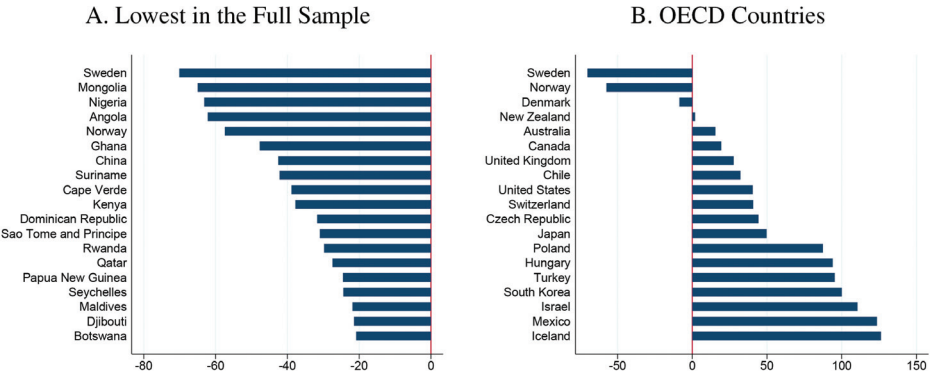 A. Lowest in the Full Sample
Sweden
Mongolia
Nigeria
Angola
Norway
Ghana
China
Suriname
Cape Verde
Kenya
Dominican Republic
Sao Tome and Principe
Rwanda
Qatar
Papua New Guinea
Seychelles
Maldives
Djibouti
Botswana
-80 -60 -40 -20 0
B. OECD Countries
Sweden
Norway
Denmark
New Zealand
Australia
Canada
United Kingdom
Chile
United States
Switzerland
Czech Republic
Japan
Poland
Hungary
Turkey
South Korea
Israel
Mexico
Iceland
-50 0 50 100 150